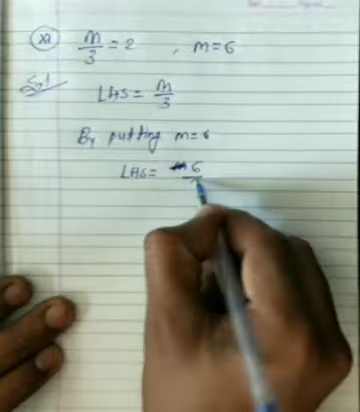 (xi) m/3 = 2 , m = 6
Sol
LHS = m/3
By putting m = 6
LHS = 6